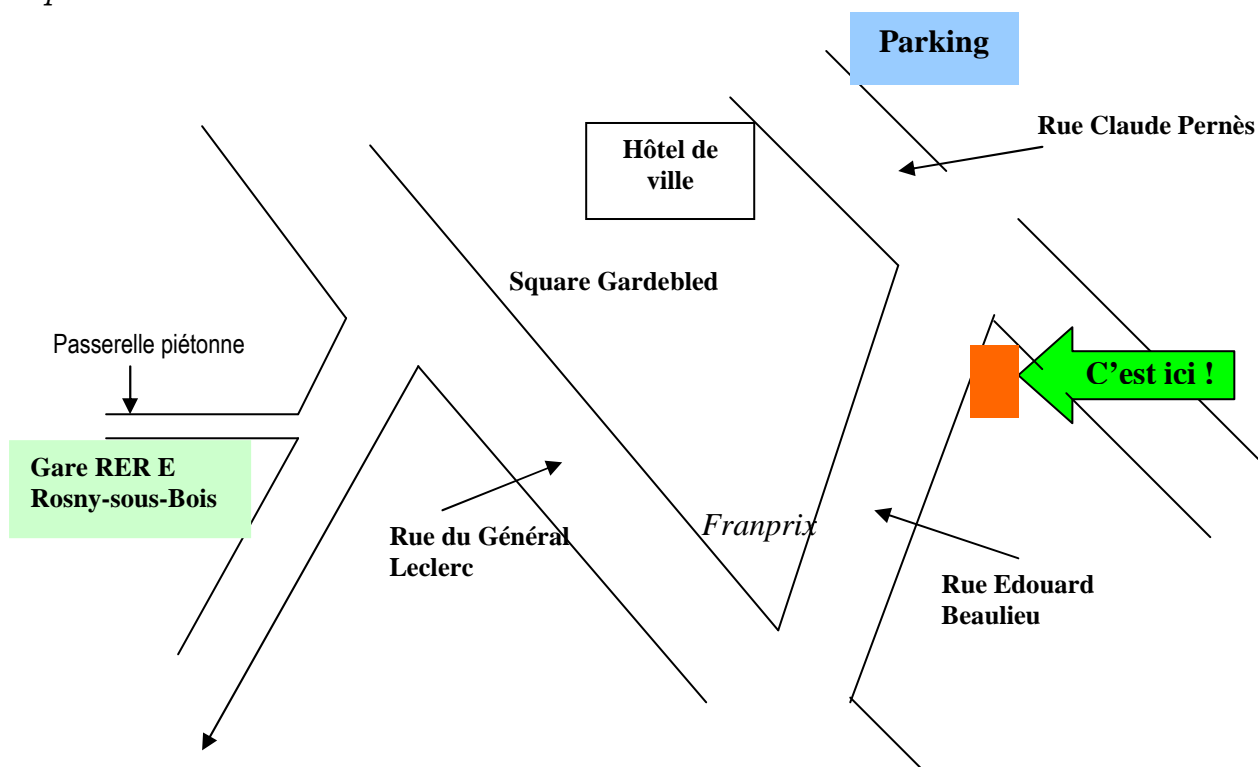 Parking
Rue Claude Pernès
Hôtel de
ville
Square Gardebled
Passerelle piétonne
C'est ici !
Gare RER E
Rosny-sous-Bois
Rue du Général
Leclerc
Franprix
Rue Edouard
Beaulieu